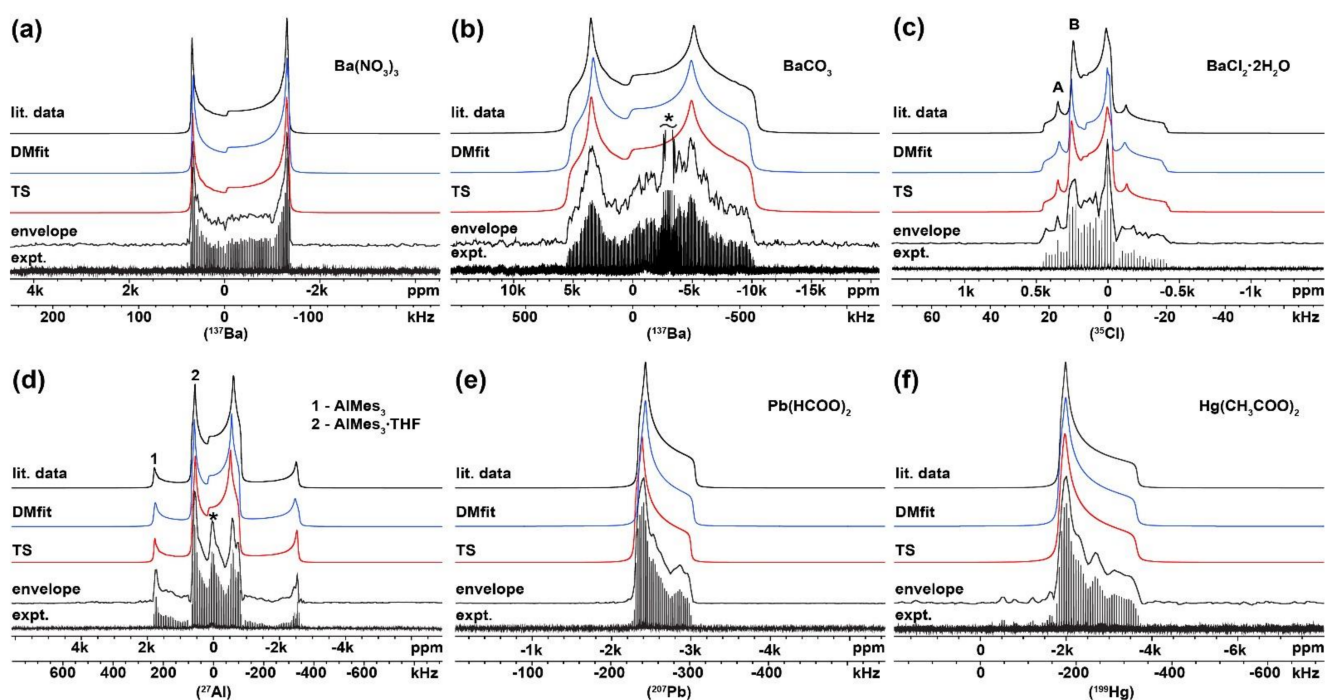 (a)
Ba(NO3)3
lit. data
DMfit
TS
envelope
expt.
4k 2k 0 -2k ppm
200 100 0 -100 kHz
(137Ba)
(b)
BaCO3
*
lit. data
DMfit
TS
envelope
expt.
10k 5k 0 -5k -10k -15k ppm
500 0 -500 kHz
(137Ba)
(c)
BaCl2·2H2O
A B
lit. data
DMfit
TS
envelope
expt.
1k 0.5k 0 -0.5k -1k ppm
60 40 20 0 -20 -40 kHz
(35Cl)
(d)
1 - AlMes3
2 - AlMes3·THF
1 2
lit. data
DMfit
*
TS
envelope
expt.
4k 2k 0 -2k -4k ppm
600 400 200 0 -200 -400 -600 kHz
(27Al)
(e)
Pb(HCOO)2
lit. data
DMfit
TS
envelope
expt.
-1k -2k -3k -4k ppm
-100 -200 -300 -400 kHz
(207Pb)
(f)
Hg(CH3COO)2
lit. data
DMfit
TS
envelope
expt.
0 -2k -4k -6k ppm
0 -200 -400 -600 kHz
(199Hg)